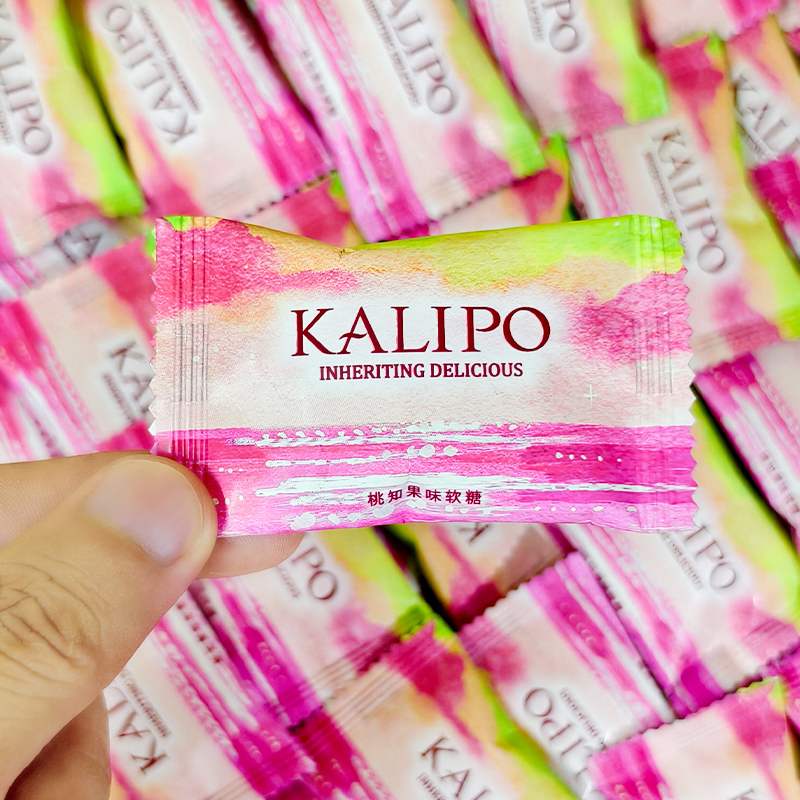 KALIPO
INHERITING DELICIOUS
桃知果味软糖